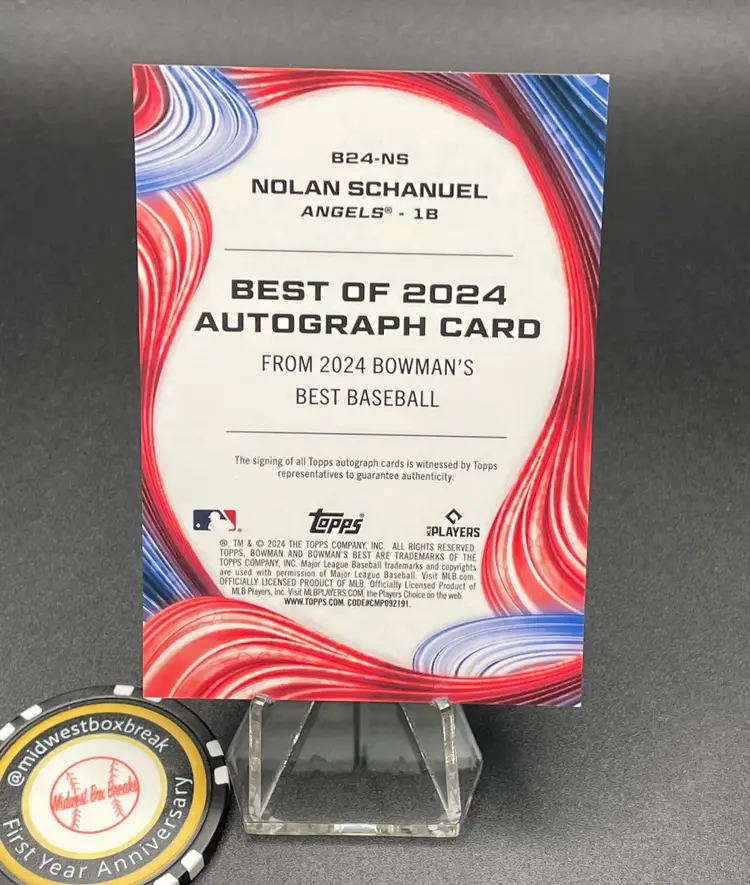 B24-NS
NOLAN SCHANUEL
ANGELS® - 1B
BEST OF 2024
AUTOGRAPH CARD
FROM 2024 BOWMAN'S
BEST BASEBALL
The signing of all Topps autograph cards is witnessed by Topps
representatives to guarantee authenticity.
Topps
PLAYERS
®, TM & © 2024 THE TOPPS COMPANY, INC. ALL RIGHTS RESERVED.
TOPPS, BOWMAN AND BOWMAN'S BEST ARE TRADEMARKS OF THE
TOPPS COMPANY, INC. Major League Baseball trademarks and copyrights
are used with permission of Major League Baseball. Visit MLB.com.
OFFICIALLY LICENSED PRODUCT OF MLB. Officially Licensed Product of
MLB Players, Inc. Visit MLBPLAYERS.COM, the Players Choice on the web.
WWW.TOPPS.COM. CODE#CMP092191.
@midwestboxbreak
Midwest Box Breaks
First Year Anniversary